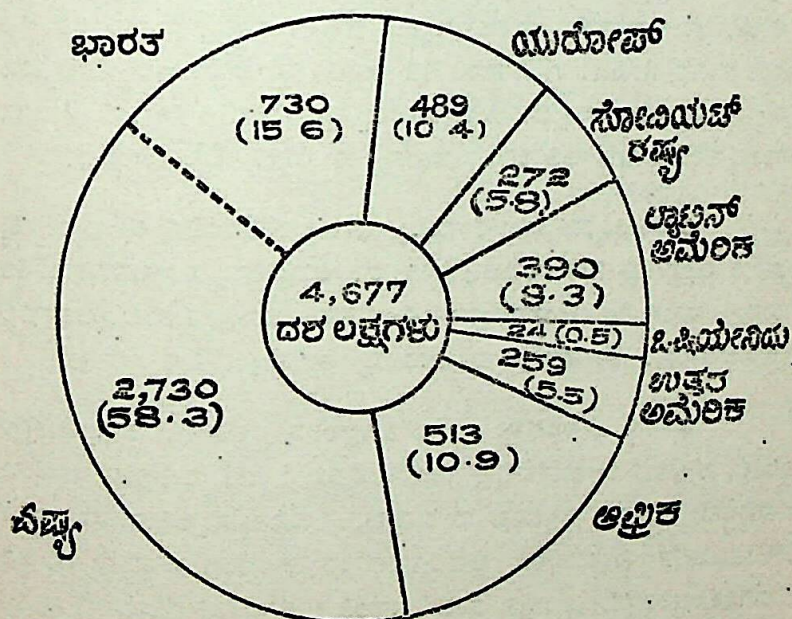 ಭಾರತ
ಯುರೋಪ್
730
(15 6)
489
(10 4)
ಸೋವಿಯಟ್
ರಷ್ಯ
272
(5.8)
ಲ್ಯಾಟಿನ್
ಅಮೆರಿಕ
390
(8.3)
4,677
ದಶ ಲಕ್ಷಗಳು
24 (0.5)
ಓಷಿಯೇನಿಯ
259
(5.5)
ಉತ್ತರ
ಅಮೆರಿಕ
2,730
(58.3)
513
(10.9)
ಏಷ್ಯ
ಆಫ್ರಿಕ